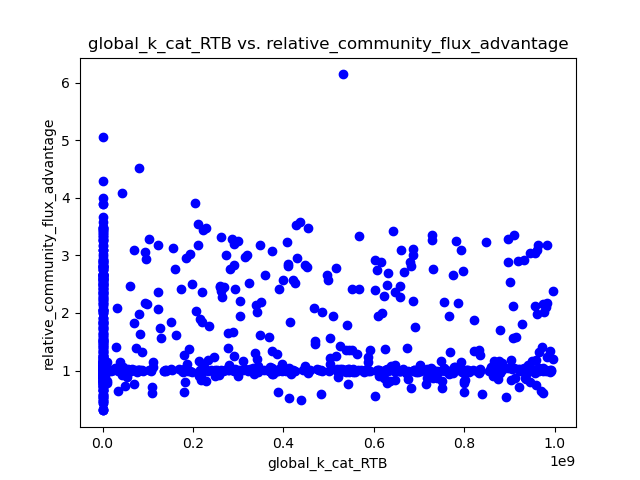 global_k_cat_RTB vs. relative_community_flux_advantage
relative_community_flux_advantage
6
5
4
3
2
1
0.0 0.2 0.4 0.6 0.8 1.0
1e9
global_k_cat_RTB